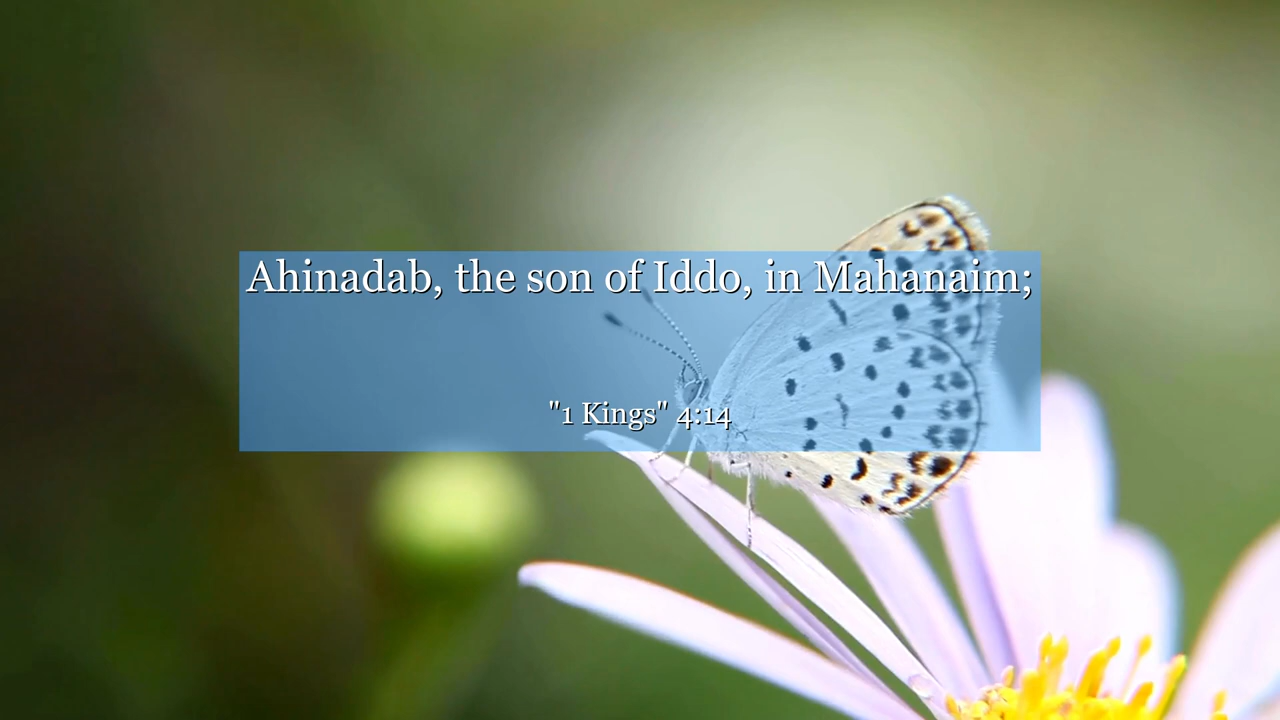 Ahinadab, the son of Iddo, in Mahanaim;
"1 Kings" 4:14